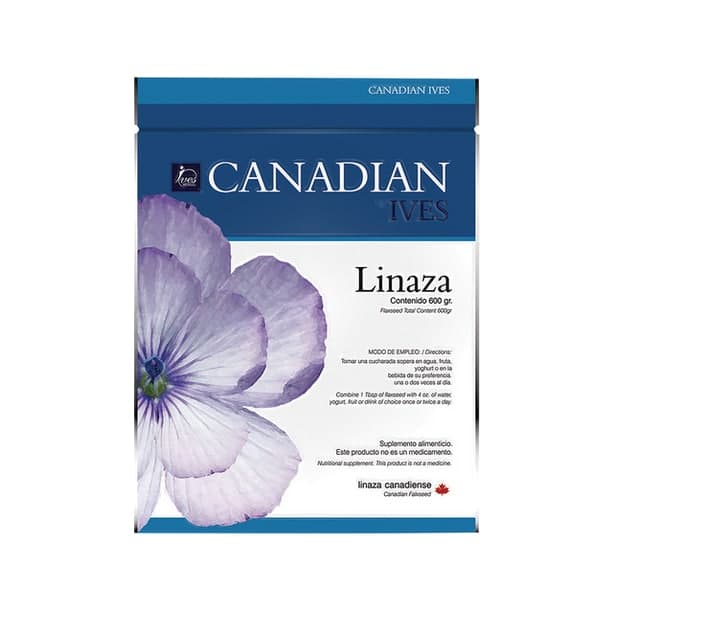 CANADIAN IVES
Ives
CANADIAN
IVES
Linaza
Contenido 600 gr.
Flaxseed Total Content 600gr
MODO DE EMPLEO: / Directions:
Tomar una cucharada sopera en agua, fruta,
yoghurt o en la
bebida de su preferencia.
una o dos veces al día.
Combine 1 Tbsp of flaxseed with 4 oz. of water,
yogurt, fruit or drink of choice once or twice a day.
Suplemento alimenticio.
Este producto no es un medicamento.
Nutritional supplement. This product is not a medicine.
linaza canadiense
Canadian Falxseed